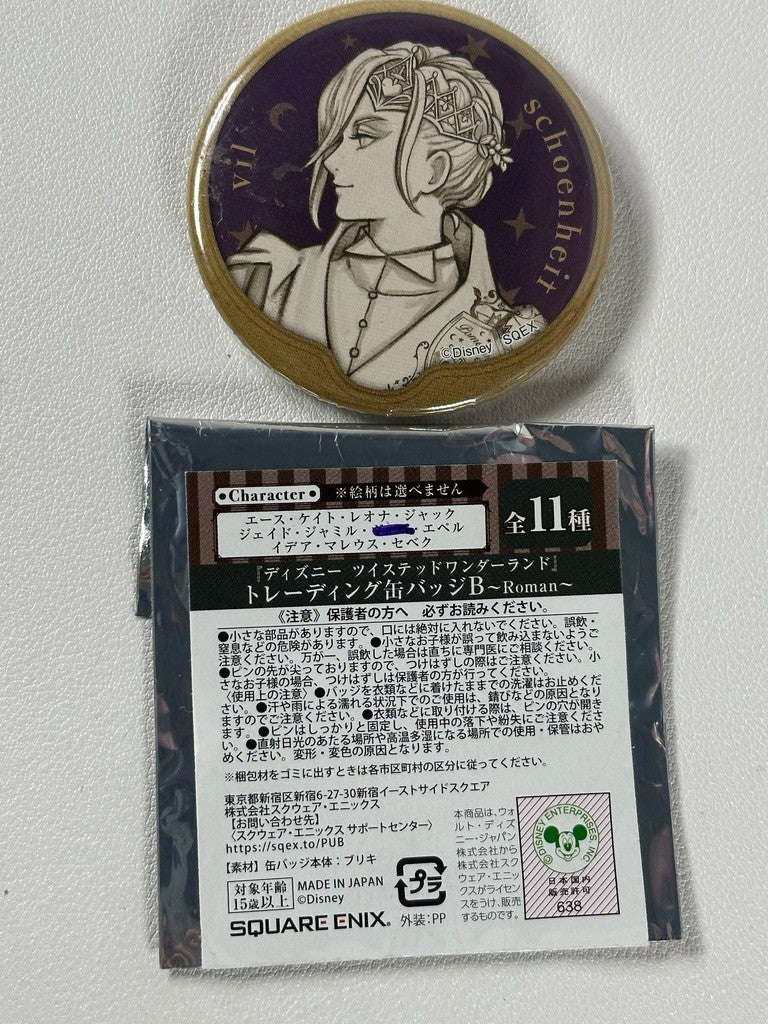 vil schoenheit
©Disney SQEX
•Character•
※絵柄は選べません
エース・ケイト・レオナ・ジャック
ジェイド・ジャミル・ エペル
イデア・マレウス・セベク
全11種
『ディズニー ツイステッドワンダーランド』
トレーディング缶バッジB～Roman～
《注意》保護者の方へ 必ずお読みください。
●小さな部品がありますので、口には絶対に入れないでください。誤飲・
窒息などの危険があります。●小さなお子様が誤って飲み込まないようご
注意ください。万が一、誤飲した場合は直ちに専門医にご相談ください。
●ピンの先が尖っておりますので、つけはずしの際はご注意ください。小
さなお子様の場合、つけはずしは保護者の方が行ってください。
〈使用上の注意〉●バッジを衣類などに着けたままでの洗濯はお止めくだ
さい。●汗や雨による濡れる状況下でのご使用は、錆びなどの原因となり
ますのでご注意ください。●衣類などに取り付ける際は、ピンの穴が開き
ます。●ピンはしっかりと固定し、使用中の落下や紛失にご注意くださ
い。●直射日光のあたる場所や高温多湿になる場所での使用・保管はおや
めください。変形・変色の原因となります。
※梱包材をゴミに出すときは各市区町村の区分に従ってください。
東京都新宿区新宿6-27-30新宿イーストサイドスクエア
株式会社スクウェア・エニックス
【お問い合わせ先】
〈スクウェア・エニックス サポートセンター〉
https://sqex.to/PUB
【素材】缶バッジ本体：ブリキ
対象年齢
15歳以上
MADE IN JAPAN
©Disney
SQUARE ENIX.
プラ
外装：PP
本商品は、ウォ
ルト・ディズ
ニー・ジャパン
株式会社から
株式会社スク
ウェア・エニッ
クスがライセン
スをうけ、販売
するものです。
©DISNEY ENTERPRISES INC
日本国内
販売許可
638